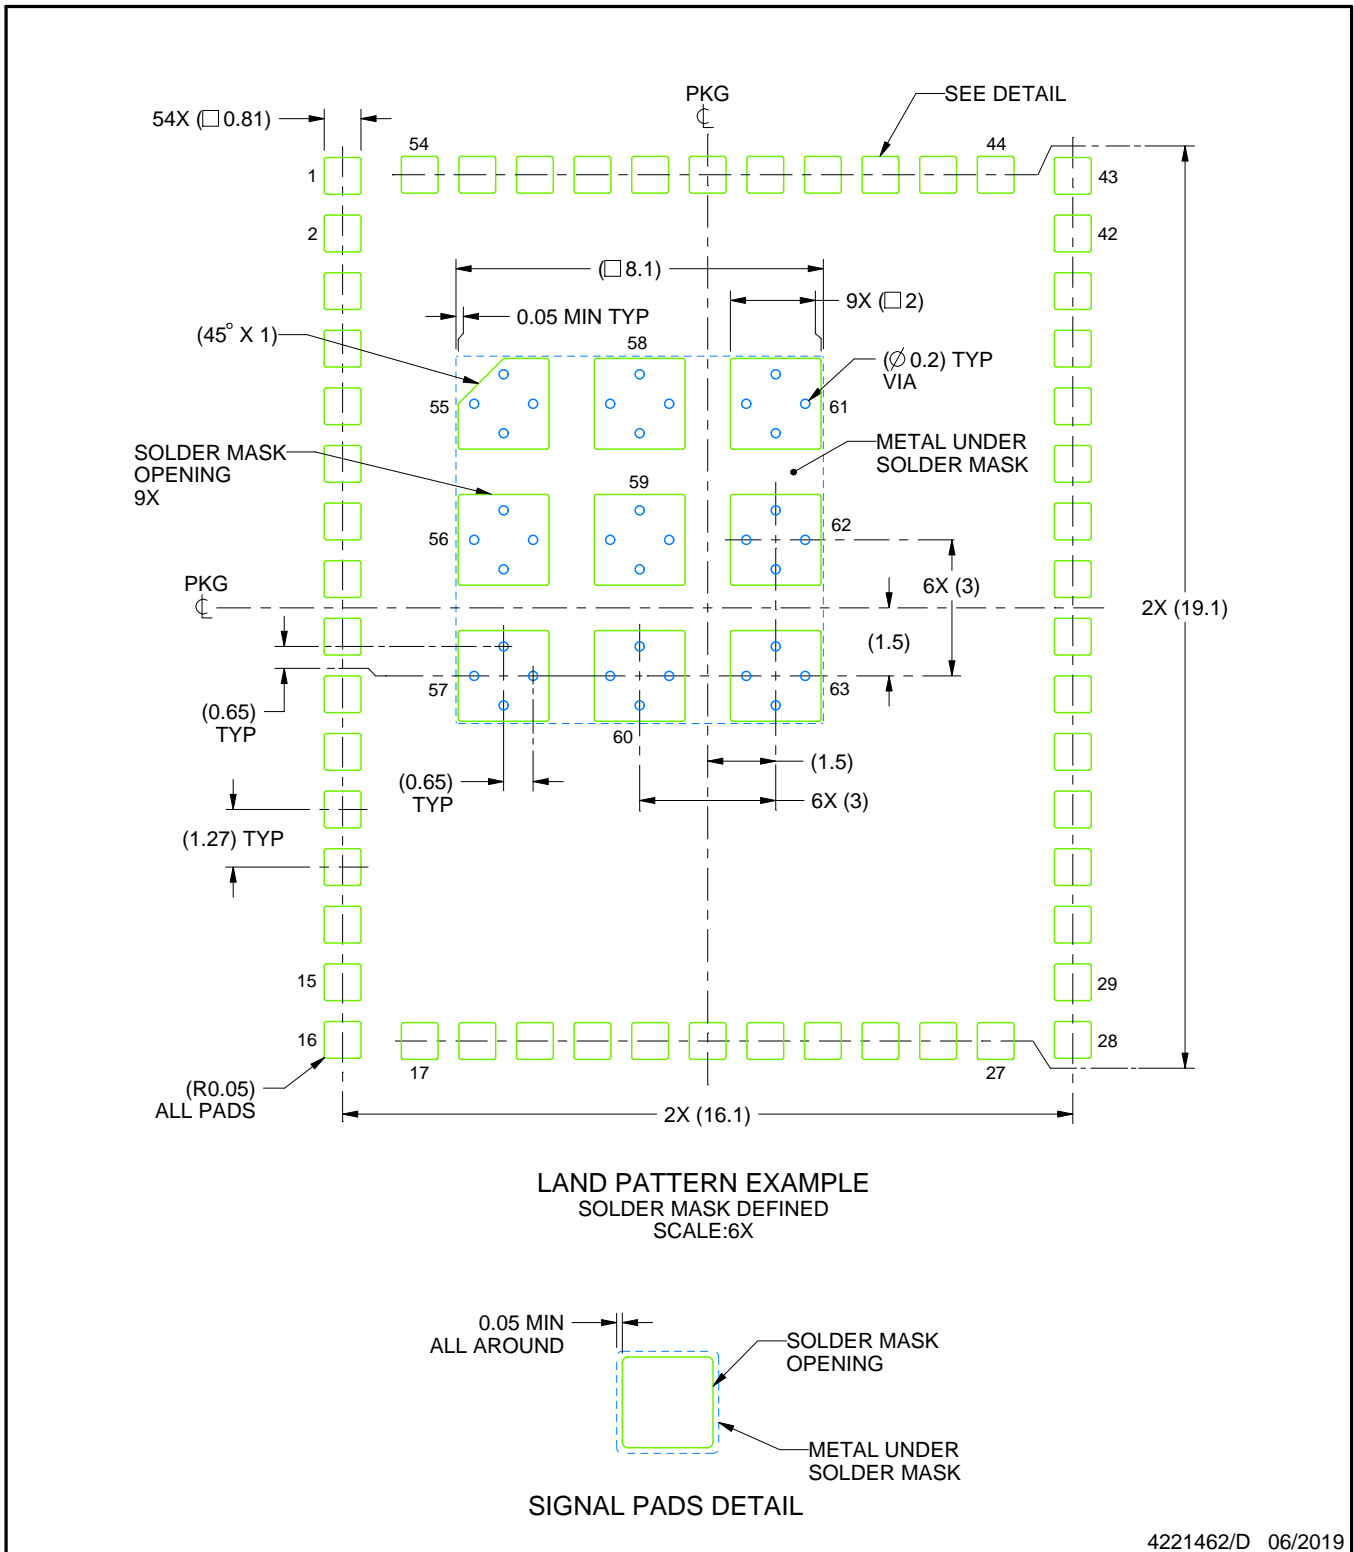 PKG
℄
SEE DETAIL
54X (□ 0.81)
54
44
1
43
2
42
(□ 8.1)
9X (□ 2)
0.05 MIN TYP
(45° X 1)
58
(∅ 0.2) TYP
VIA
55
61
SOLDER MASK
OPENING
9X
METAL UNDER
SOLDER MASK
59
56
62
PKG
℄
6X (3)
2X (19.1)
(1.5)
57
63
(0.65)
TYP
60
(1.5)
(0.65)
TYP
6X (3)
(1.27) TYP
15
29
16
28
17
27
(R0.05)
ALL PADS
2X (16.1)
LAND PATTERN EXAMPLE
SOLDER MASK DEFINED
SCALE:6X
0.05 MIN
ALL AROUND
SOLDER MASK
OPENING
METAL UNDER
SOLDER MASK
SIGNAL PADS DETAIL
4221462/D 06/2019